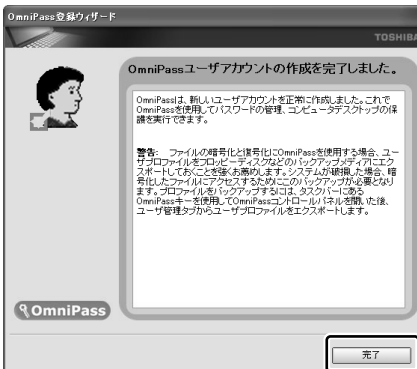 OmniPass登録ウィザード
TOSHIBA
OmniPassユーザアカウントの作成を完了しました。
OmniPassは、新しいユーザアカウントを正常に作成しました。これで
OmniPassを使用してパスワードの管理、コンピュータデスクトップの保
護を実行できます。
警告: ファイルの暗号化と復号化にOmniPassを使用する場合、ユー
ザプロファイルをフロッピーディスクなどのバックアップメディアにエク
スポートしておくことを強くお薦めします。システムが破損した場合、暗
号化したファイルにアクセスするためにこのバックアップが必要となり
ます。プロファイルをバックアップするには、タスクバーにある
OmniPassキーを使用してOmniPassコントロールパネルを開いた後、
ユーザ管理タブからユーザプロファイルをエクスポートします。
OmniPass
完了